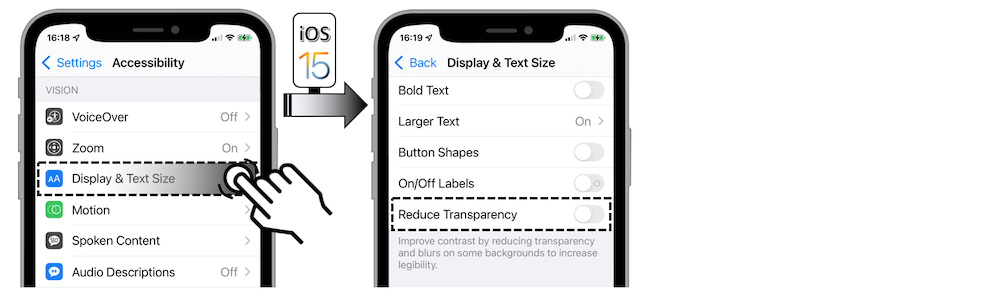 16:18
Settings Accessibility
VISION
VoiceOver Off
Zoom On
AA Display & Text Size
Motion
Spoken Content
Audio Descriptions Off
iOS
15
16:19
Back Display & Text Size
Bold Text
Larger Text On
Button Shapes
On/Off Labels
Reduce Transparency
Improve contrast by reducing transparency
and blurs on some backgrounds to increase
legibility.